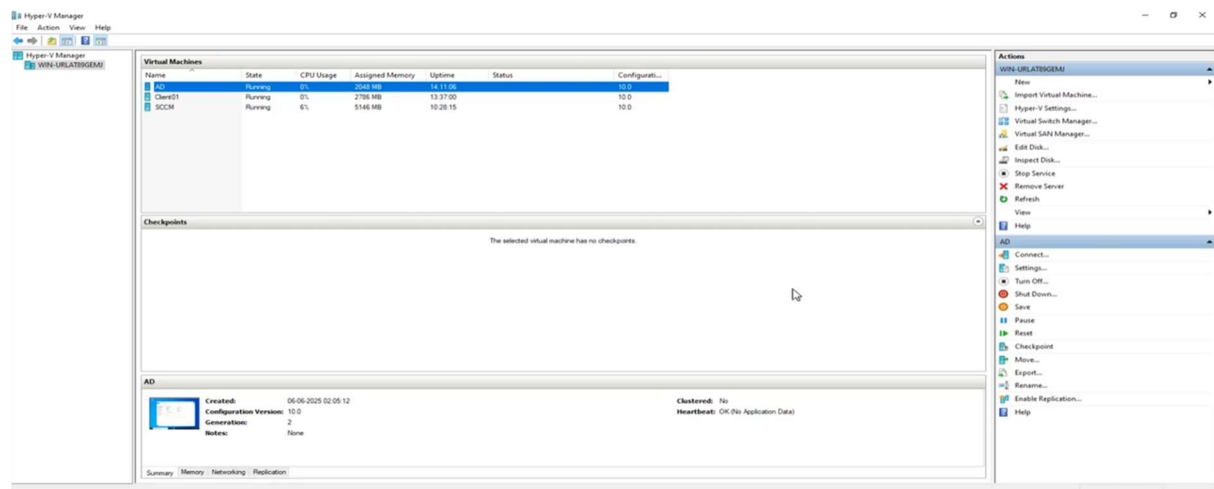 Hyper-V Manager
File Action View Help
Hyper-V Manager
WIN-URLAT89GEMJ
Virtual Machines
Name State CPU Usage Assigned Memory Uptime Status Configurati...
AD Running 0% 2048 MB 14:11:06 10.0
Client01 Running 0% 2786 MB 13:37:00 10.0
SCCM Running 6% 5146 MB 10:28:15 10.0
Checkpoints
The selected virtual machine has no checkpoints.
AD
Created: 06-06-2025 02:05:12
Configuration Version: 10.0
Generation: 2
Notes: None
Clustered: No
Heartbeat: OK (No Application Data)
Summary Memory Networking Replication
Actions
WIN-URLAT89GEMJ
New
Import Virtual Machine...
Hyper-V Settings...
Virtual Switch Manager...
Virtual SAN Manager...
Edit Disk...
Inspect Disk...
Stop Service
Remove Server
Refresh
View
Help
AD
Connect...
Settings...
Turn Off...
Shut Down...
Save
Pause
Reset
Checkpoint
Move...
Export...
Rename...
Enable Replication...
Help